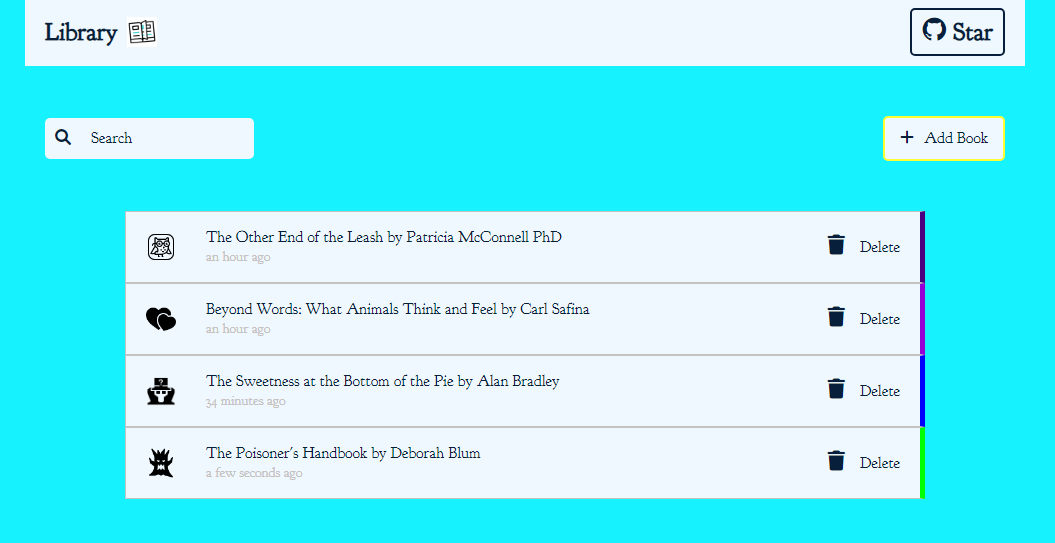 Library
Star
Search
Add Book
The Other End of the Leash by Patricia McConnell PhD
an hour ago
Delete
Beyond Words: What Animals Think and Feel by Carl Safina
an hour ago
Delete
The Sweetness at the Bottom of the Pie by Alan Bradley
34 minutes ago
Delete
The Poisoner's Handbook by Deborah Blum
a few seconds ago
Delete